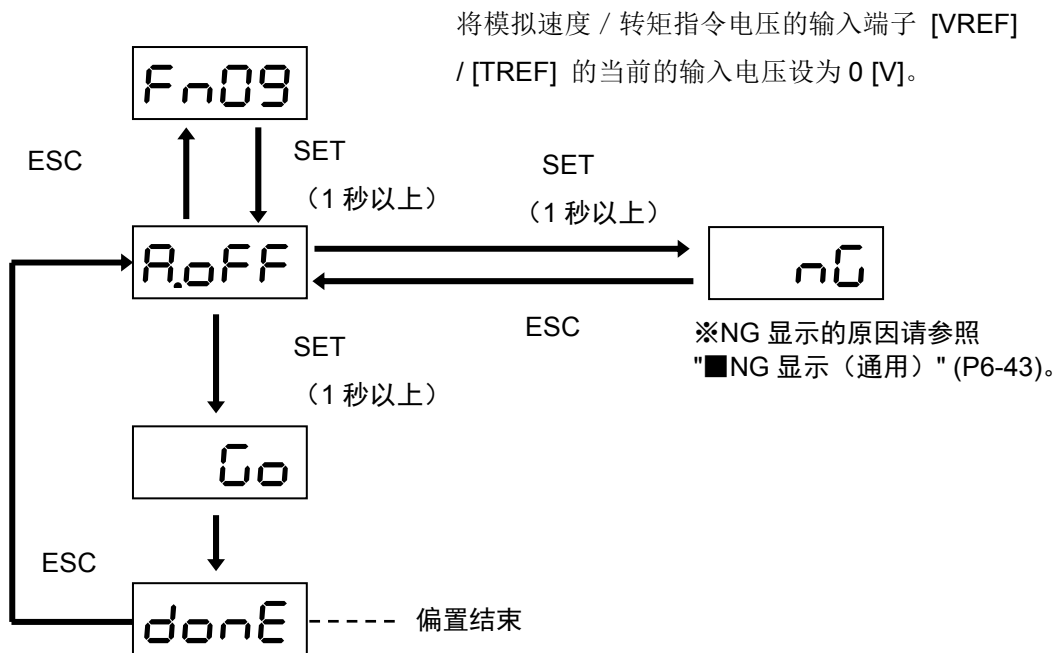 将模拟速度／转矩指令电压的输入端子 [VREF]
/ [TREF] 的当前的输入电压设为 0 [V]。
Fn09
ESC
SET
（1 秒以上）
SET
（1 秒以上）
A.oFF
nG
ESC
※NG 显示的原因请参照
"■NG 显示（通用）" (P6-43)。
SET
（1 秒以上）
Go
ESC
donE
偏置结束